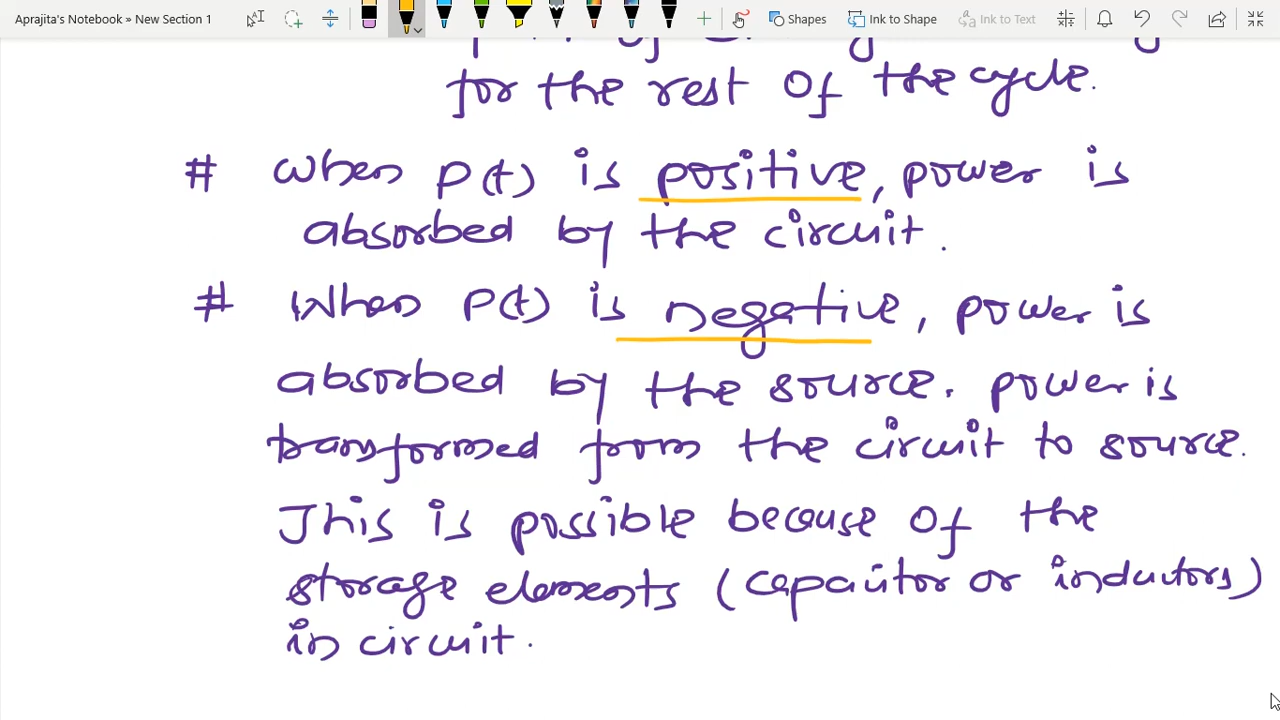 Aprajita's Notebook » New Section 1
Shapes
Ink to Shape
Ink to Text
for the rest of the cycle.
# When P(t) is positive, power is
absorbed by the circuit.
# When P(t) is negative, power is
absorbed by the source. power is
transformed from the circuit to source.
This is possible because of the
storage elements (capacitor or inductors)
in circuit.